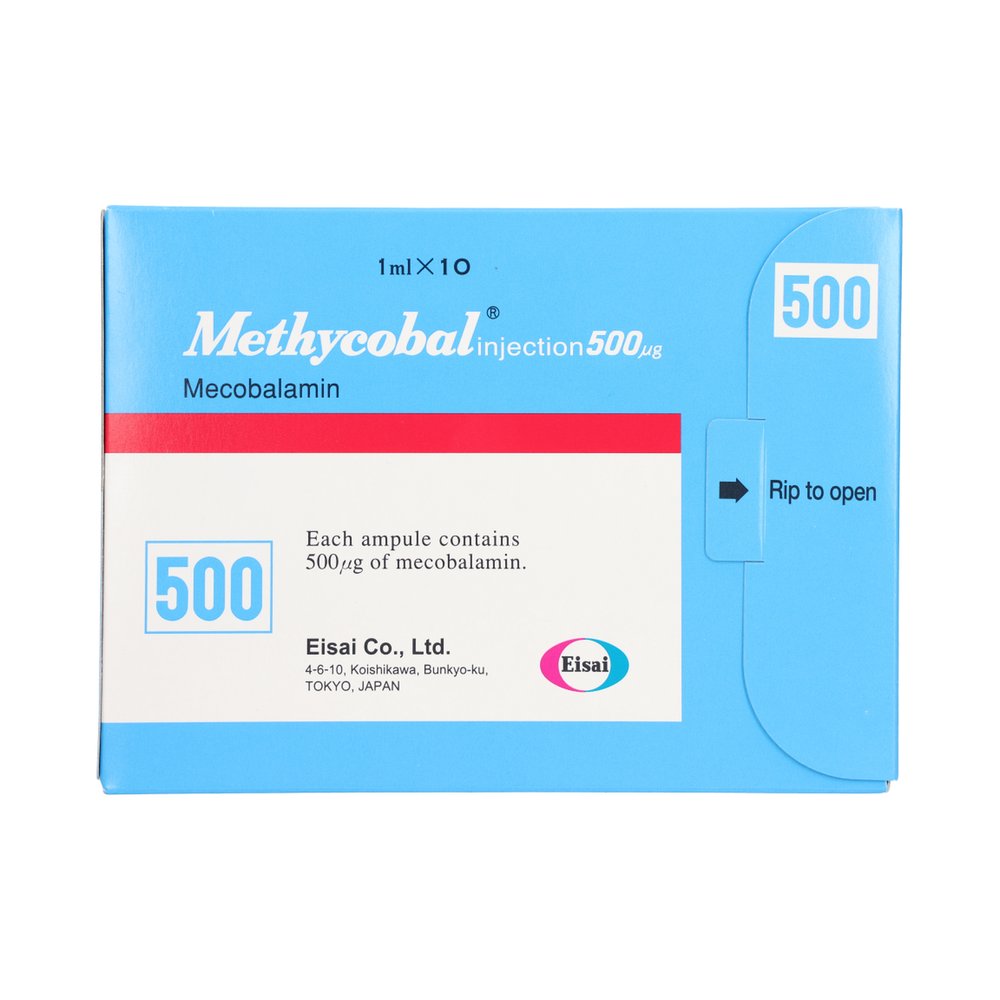 1ml×10
Methycobal® injection 500μg
Mecobalamin
500
Rip to open
Each ampule contains
500μg of mecobalamin.
500
Eisai Co., Ltd.
4-6-10, Koishikawa, Bunkyo-ku,
TOKYO, JAPAN
Eisai